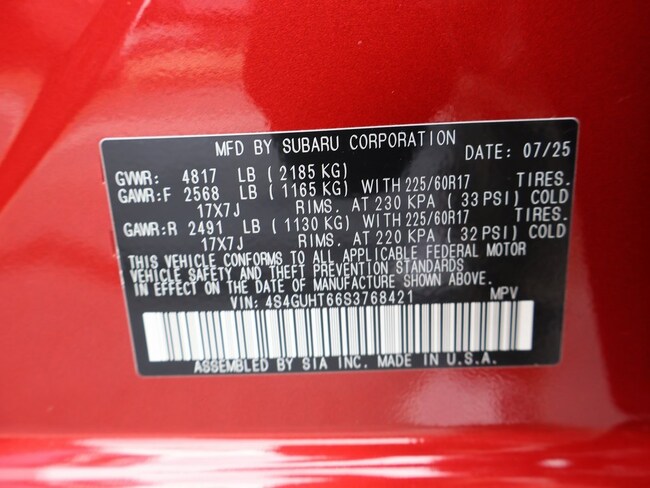 MFD BY SUBARU CORPORATION DATE: 07/25
GVWR: 4817 LB (2185 KG)
GAWR:F 2568 LB (1165 KG) WITH 225/60R17 TIRES.
17X7J RIMS. AT 230 KPA (33 PSI) COLD
GAWR:R 2491 LB (1130 KG) WITH 225/60R17 TIRES.
17X7J RIMS. AT 220 KPA (32 PSI) COLD
THIS VEHICLE CONFORMS TO ALL APPLICABLE FEDERAL MOTOR
VEHICLE SAFETY AND THEFT PREVENTION STANDARDS
IN EFFECT ON THE DATE OF MANUFACTURE SHOWN ABOVE.
VIN: 4S4GUHT66S3768421 MPV
ASSEMBLED BY SIA INC. MADE IN U.S.A.